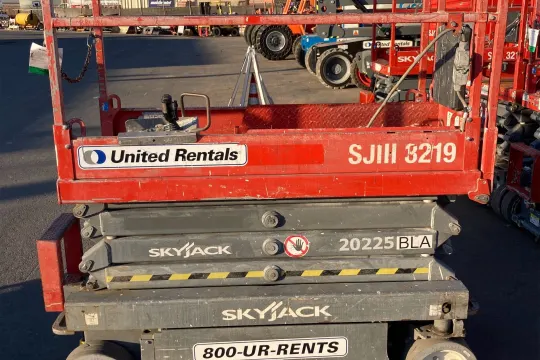 United Rentals
SJIII 3219
SKYJACK
20225 BLA
SKYJACK
800-UR-RENTS